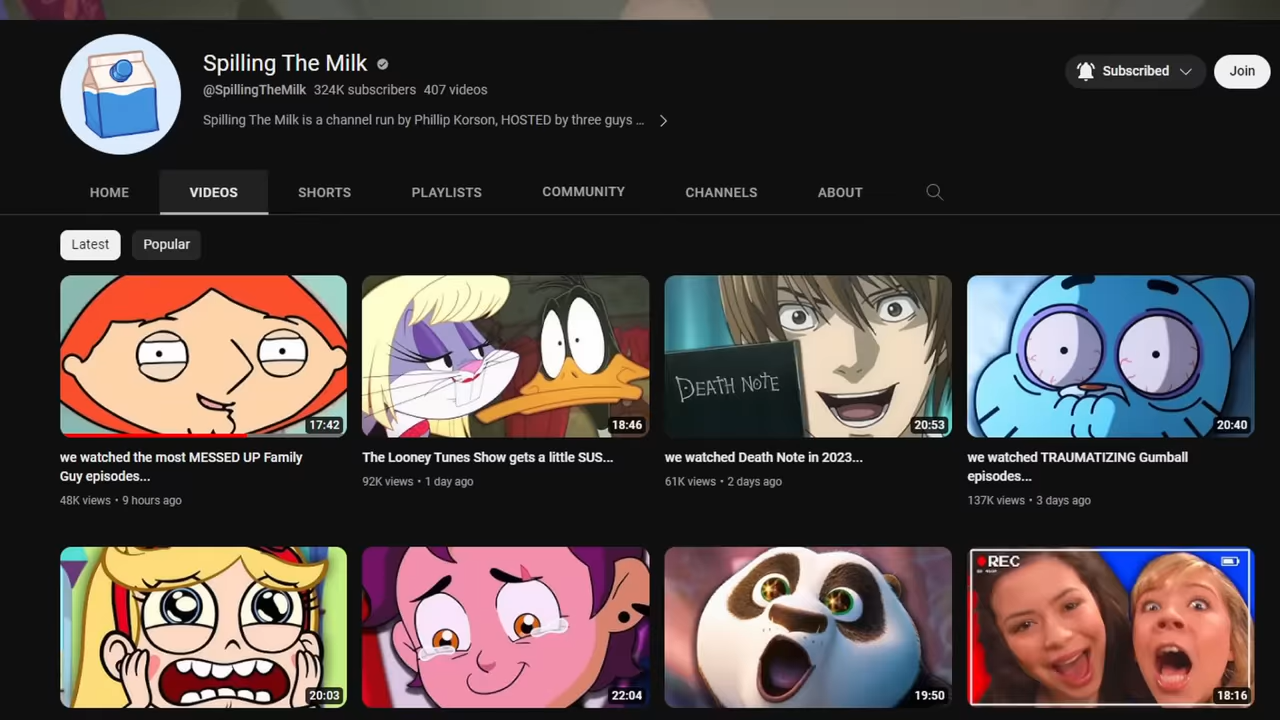 Spilling The Milk
@SpillingTheMilk 324K subscribers 407 videos
Spilling The Milk is a channel run by Phillip Korson, HOSTED by three guys ...
Subscribed
Join
HOME
VIDEOS
SHORTS
PLAYLISTS
COMMUNITY
CHANNELS
ABOUT
Latest
Popular
17:42
18:46
DEATH NOTE
20:53
20:40
we watched the most MESSED UP Family
Guy episodes...
48K views • 9 hours ago
The Looney Tunes Show gets a little SUS...
92K views • 1 day ago
we watched Death Note in 2023...
61K views • 2 days ago
we watched TRAUMATIZING Gumball
episodes...
137K views • 3 days ago
20:03
22:04
19:50
REC
18:16